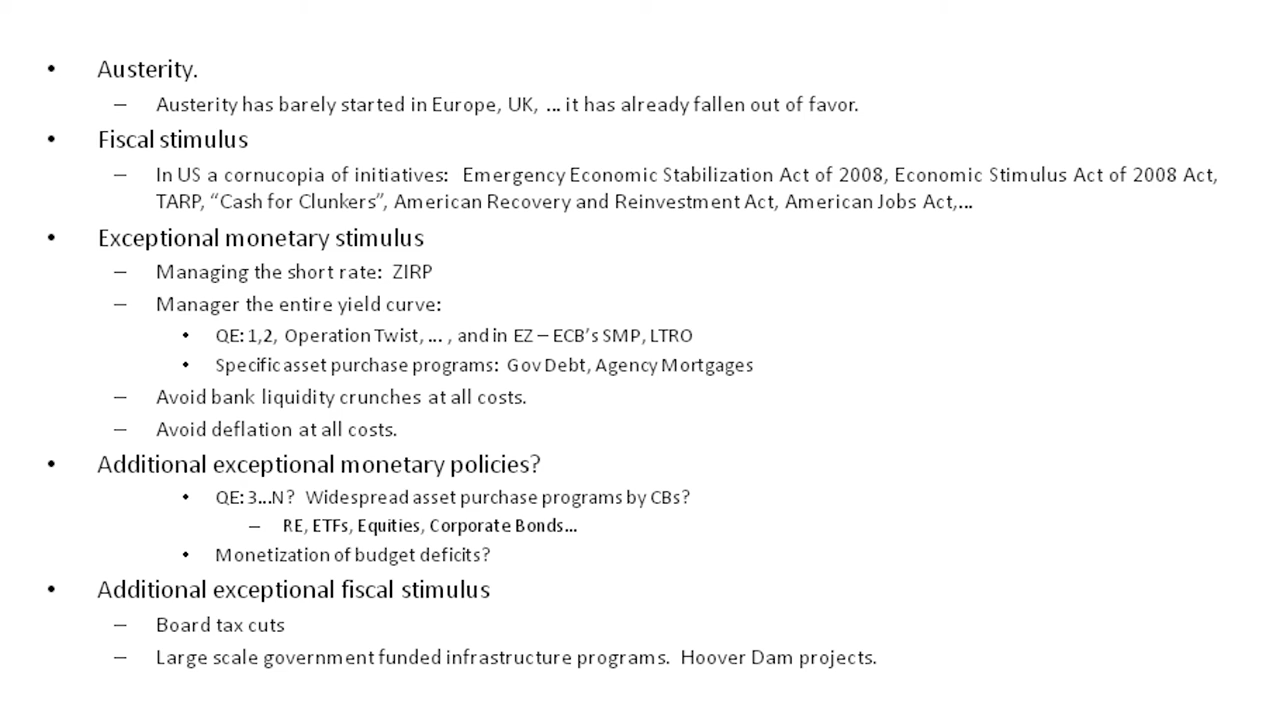 • Austerity.
– Austerity has barely started in Europe, UK, ... it has already fallen out of favor.
• Fiscal stimulus
– In US a cornucopia of initiatives: Emergency Economic Stabilization Act of 2008, Economic Stimulus Act of 2008 Act,
TARP, “Cash for Clunkers”, American Recovery and Reinvestment Act, American Jobs Act,...
• Exceptional monetary stimulus
– Managing the short rate: ZIRP
– Manager the entire yield curve:
• QE: 1,2, Operation Twist, ... , and in EZ – ECB’s SMP, LTRO
• Specific asset purchase programs: Gov Debt, Agency Mortgages
– Avoid bank liquidity crunches at all costs.
– Avoid deflation at all costs.
• Additional exceptional monetary policies?
• QE: 3...N? Widespread asset purchase programs by CBs?
– RE, ETFs, Equities, Corporate Bonds...
• Monetization of budget deficits?
• Additional exceptional fiscal stimulus
– Board tax cuts
– Large scale government funded infrastructure programs. Hoover Dam projects.